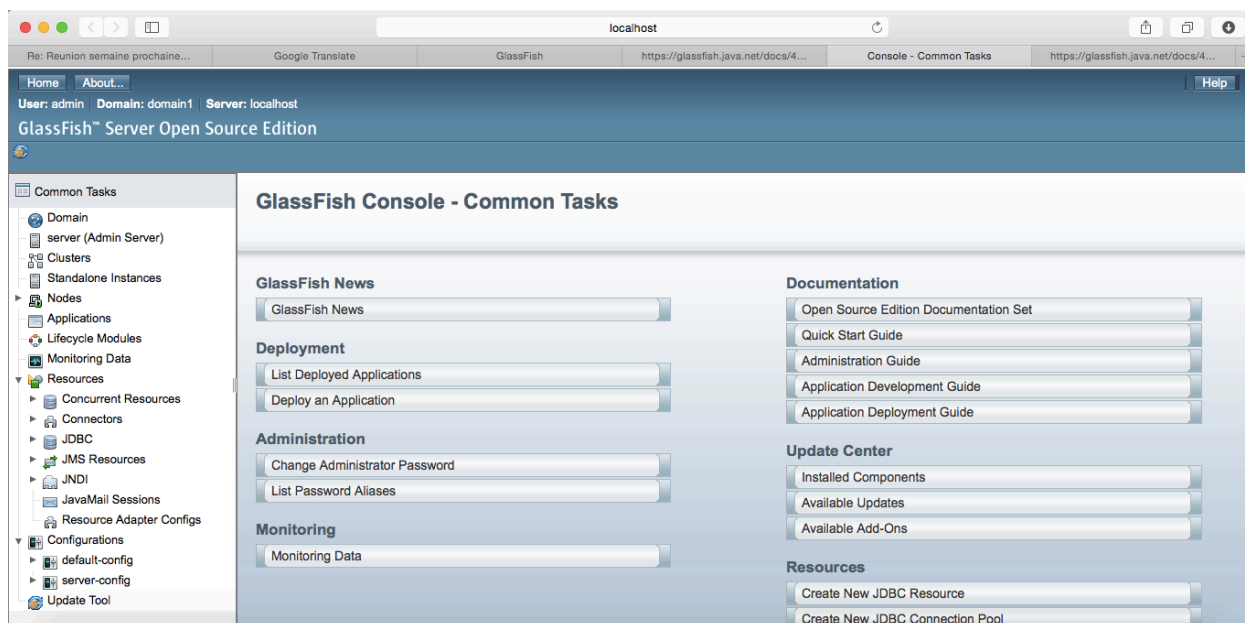 localhost
Re: Reunion semaine prochaine...
Google Translate
GlassFish
https://glassfish.java.net/docs/4...
Console - Common Tasks
https://glassfish.java.net/docs/4...
Home About... Help
User: admin Domain: domain1 Server: localhost
GlassFish™ Server Open Source Edition
Common Tasks
Domain
server (Admin Server)
Clusters
Standalone Instances
Nodes
Applications
Lifecycle Modules
Monitoring Data
Resources
Concurrent Resources
Connectors
JDBC
JMS Resources
JNDI
JavaMail Sessions
Resource Adapter Configs
Configurations
default-config
server-config
Update Tool
GlassFish Console - Common Tasks
GlassFish News
GlassFish News
Deployment
List Deployed Applications
Deploy an Application
Administration
Change Administrator Password
List Password Aliases
Monitoring
Monitoring Data
Documentation
Open Source Edition Documentation Set
Quick Start Guide
Administration Guide
Application Development Guide
Application Deployment Guide
Update Center
Installed Components
Available Updates
Available Add-Ons
Resources
Create New JDBC Resource
Create New JDBC Connection Pool